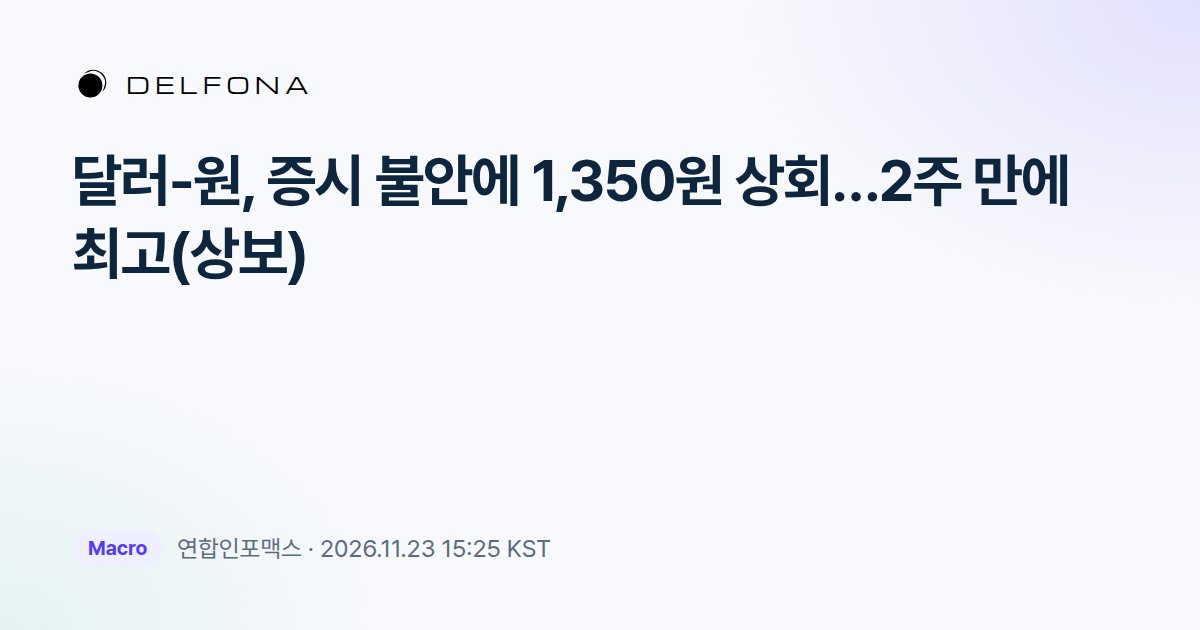 DELFONA
달러-원, 증시 불안에 1,350원 상회...2주 만에
최고(상보)
Macro 연합인포맥스 · 2026.11.23 15:25 KST